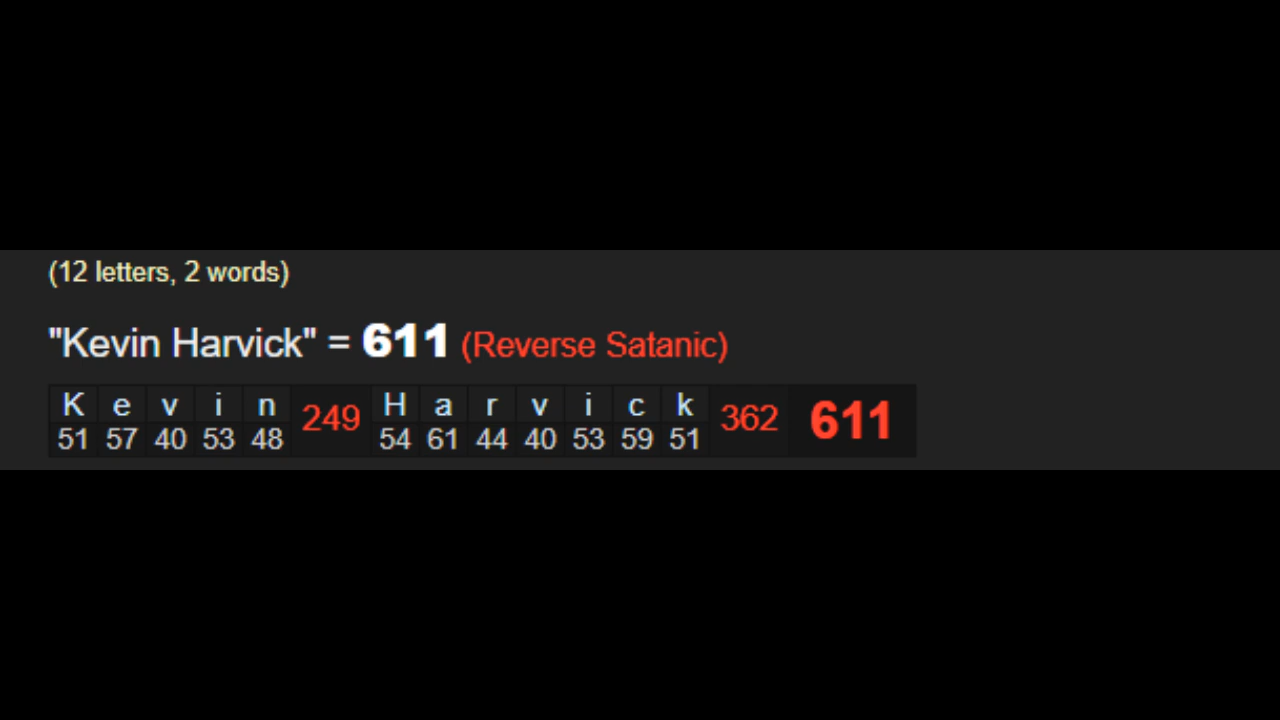 (12 letters, 2 words)
"Kevin Harvick" = 611 (Reverse Satanic)
K e v i n 249 H a r v i c k 362 611
51 57 40 53 48 54 61 44 40 53 59 51